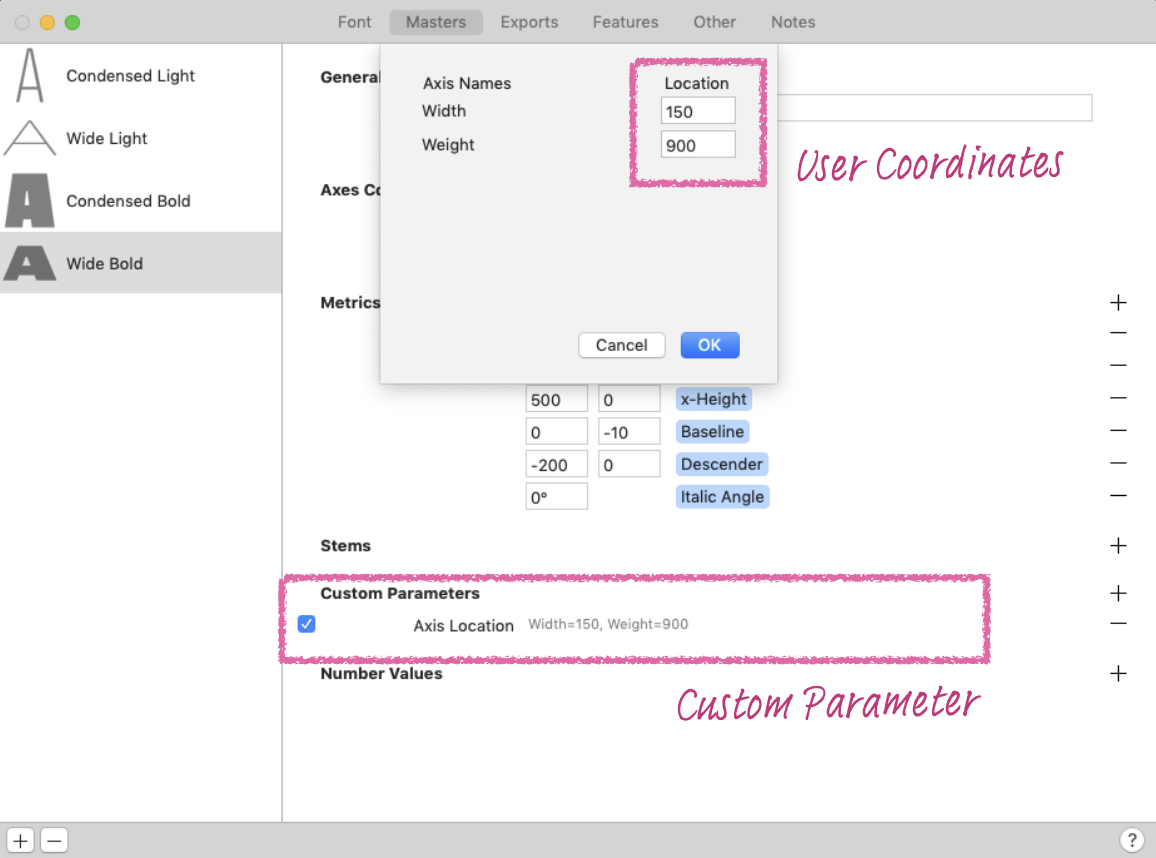 Font Masters Exports Features Other Notes
Condensed Light
Wide Light
Condensed Bold
Wide Bold
General
Axis Names Location
Width 150
Weight 900
User Coordinates
Axes Co
Metrics
Cancel OK
500 0 x-Height
0 -10 Baseline
-200 0 Descender
0° Italic Angle
Stems
Custom Parameters
Axis Location Width=150, Weight=900
Number Values
Custom Parameter
?